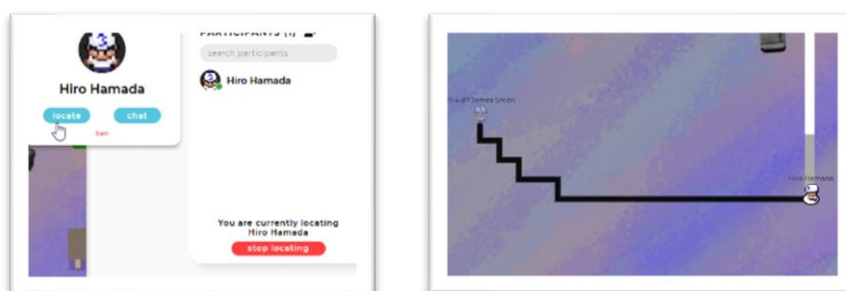 PARTICIPANTS (1)
search participants
Hiro Hamada
Hiro Hamada
locate
chat
ban
You are currently locating
Hiro Hamada
stop locating
James Smith
Hiro Hamada